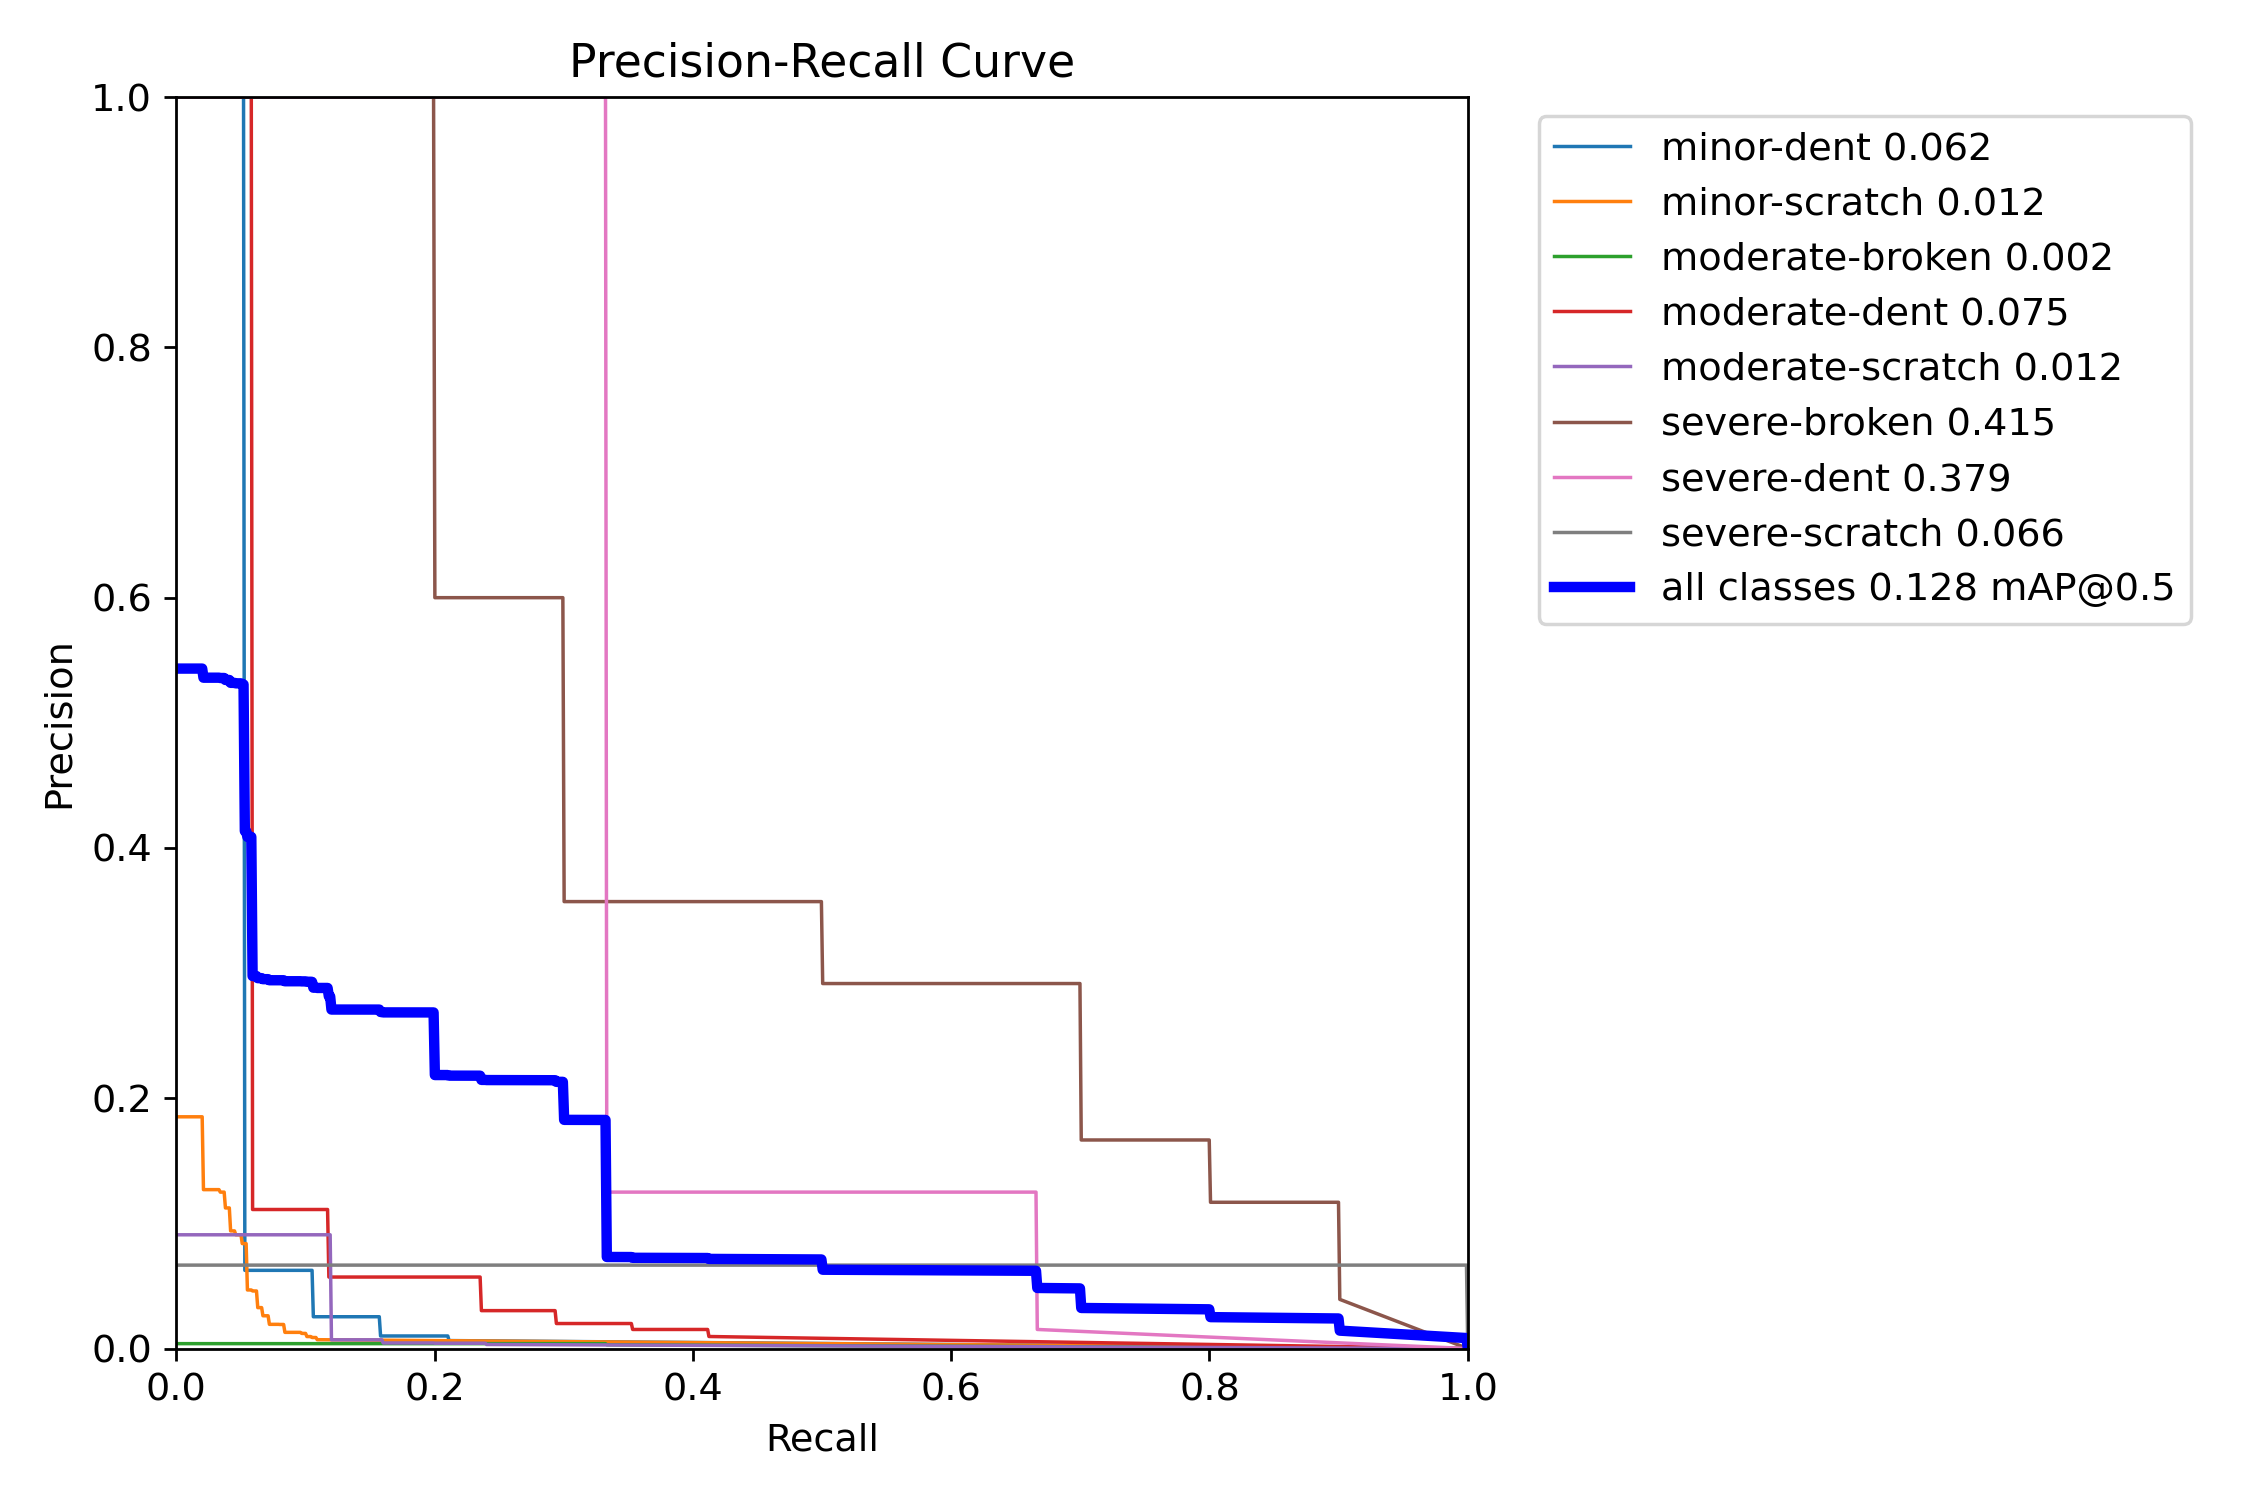 Precision-Recall Curve
1.0
0.8
0.6
0.4
0.2
0.0
Precision
0.0 0.2 0.4 0.6 0.8 1.0
Recall
minor-dent 0.062
minor-scratch 0.012
moderate-broken 0.002
moderate-dent 0.075
moderate-scratch 0.012
severe-broken 0.415
severe-dent 0.379
severe-scratch 0.066
all classes 0.128 mAP@0.5